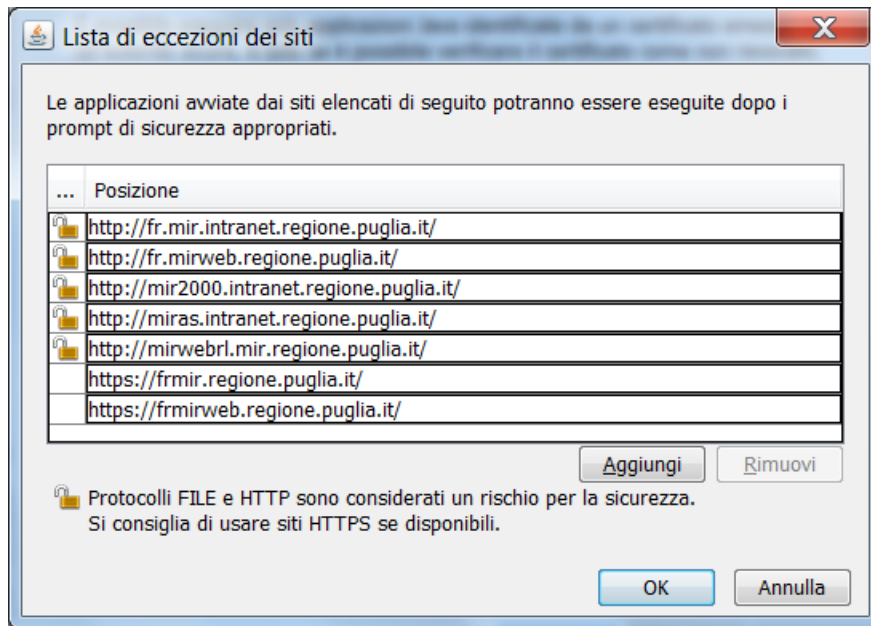 Lista di eccezioni dei siti
Le applicazioni avviate dai siti elencati di seguito potranno essere eseguite dopo i
prompt di sicurezza appropriati.
... Posizione
http://fr.mir.intranet.regione.puglia.it/
http://fr.mirweb.regione.puglia.it/
http://mir2000.intranet.regione.puglia.it/
http://miras.intranet.regione.puglia.it/
http://mirwebrl.mir.regione.puglia.it/
https://frmir.regione.puglia.it/
https://frmirweb.regione.puglia.it/
Aggiungi Rimuovi
Protocolli FILE e HTTP sono considerati un rischio per la sicurezza.
Si consiglia di usare siti HTTPS se disponibili.
OK Annulla